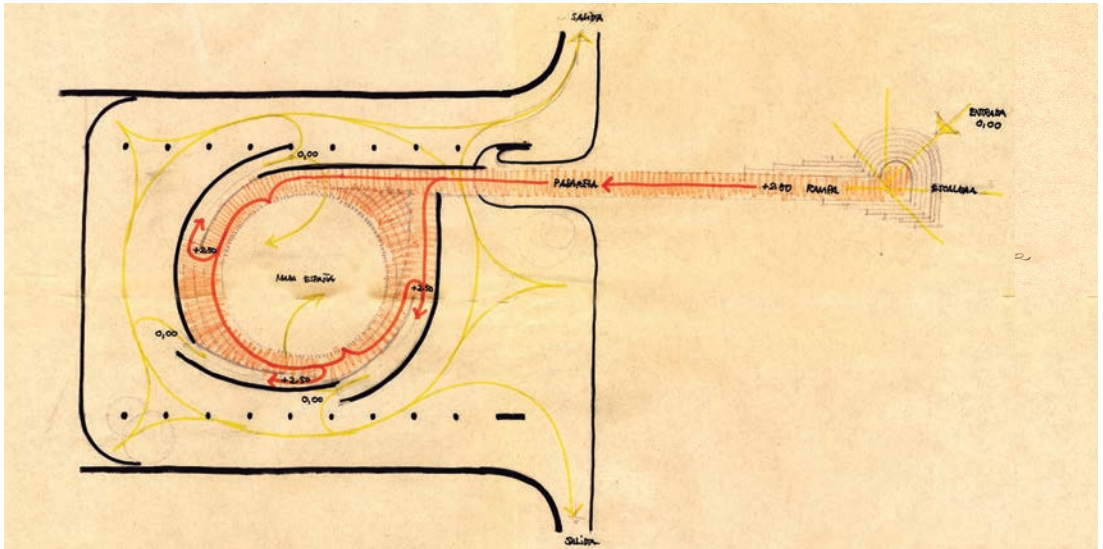 SALIDA
ENTRADA
0,00
0,00
PASARELA
+2.50
RAMPA
ESCALERA
+2.50
MAPA ESPAÑA
+2.50
0,00
+2.50
0,00
SALIDA